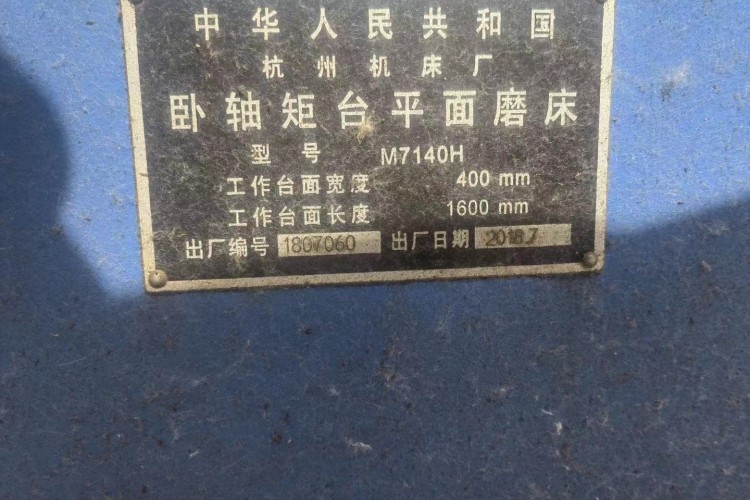 中华人民共和国
杭州机床厂
卧轴矩台平面磨床
型号 M7140H
工作台面宽度 400 mm
工作台面长度 1600 mm
出厂编号 1807060 出厂日期 2018.7